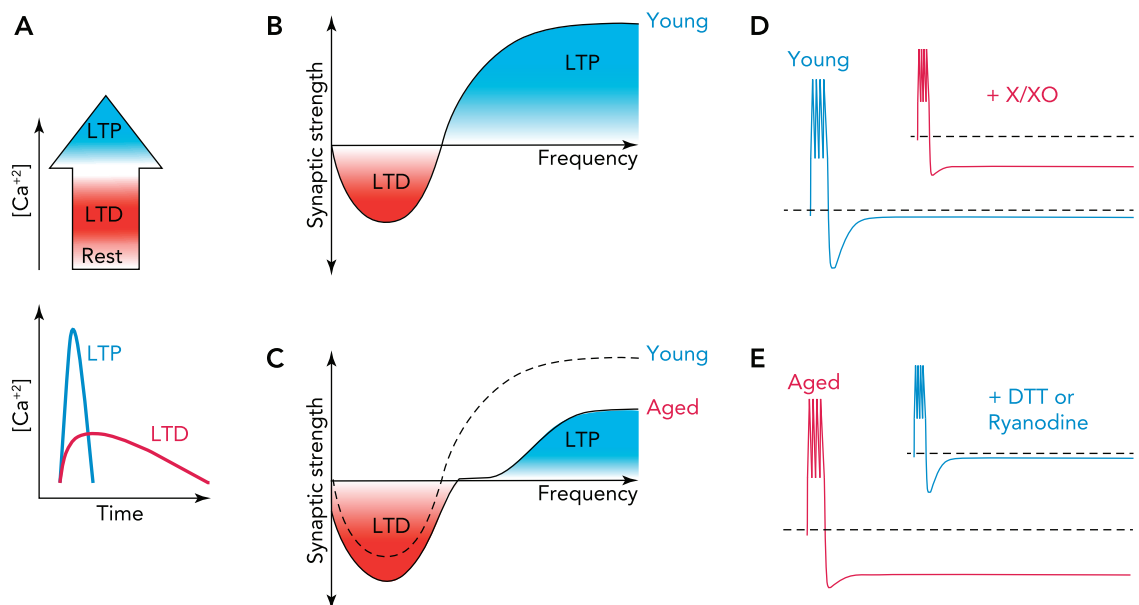 A
[Ca+2]
LTP
LTD
Rest
[Ca+2]
LTP
LTD
Time
B
Synaptic strength
Young
LTP
Frequency
LTD
C
Synaptic strength
Young
Aged
LTP
Frequency
LTD
D
Young
+ X/XO
E
Aged
+ DTT or
Ryanodine